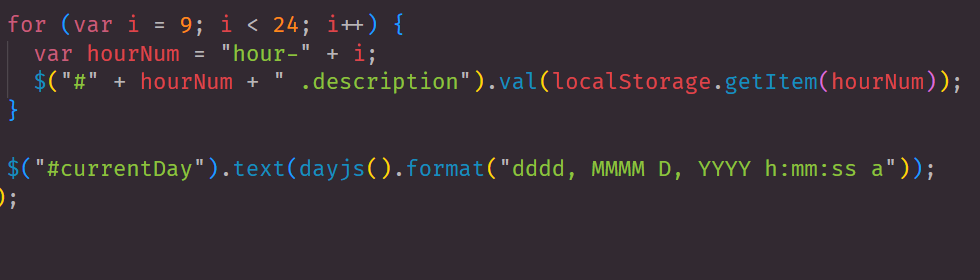 for (var i = 9; i < 24; i++) {
  var hourNum = "hour-" + i;
  $("#" + hourNum + " .description").val(localStorage.getItem(hourNum));
}
$("#currentDay").text(dayjs().format("dddd, MMMM D, YYYY h:mm:ss a"));
);